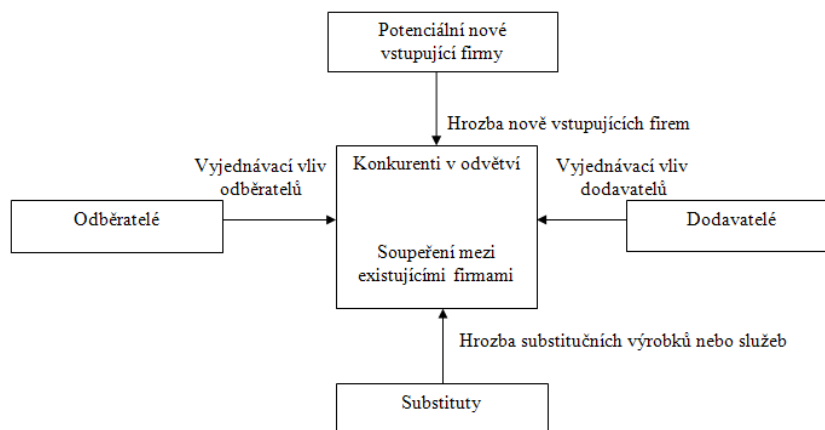 Potenciální nové
vstupující firmy
Hrozba nově vstupujících firem
Vyjednávací vliv
odběratelů
Konkurenti v odvětví
Vyjednávací vliv
dodavatelů
Odběratelé
Dodavatelé
Soupeření mezi
existujícími firmami
Hrozba substitučních výrobků nebo služeb
Substituty